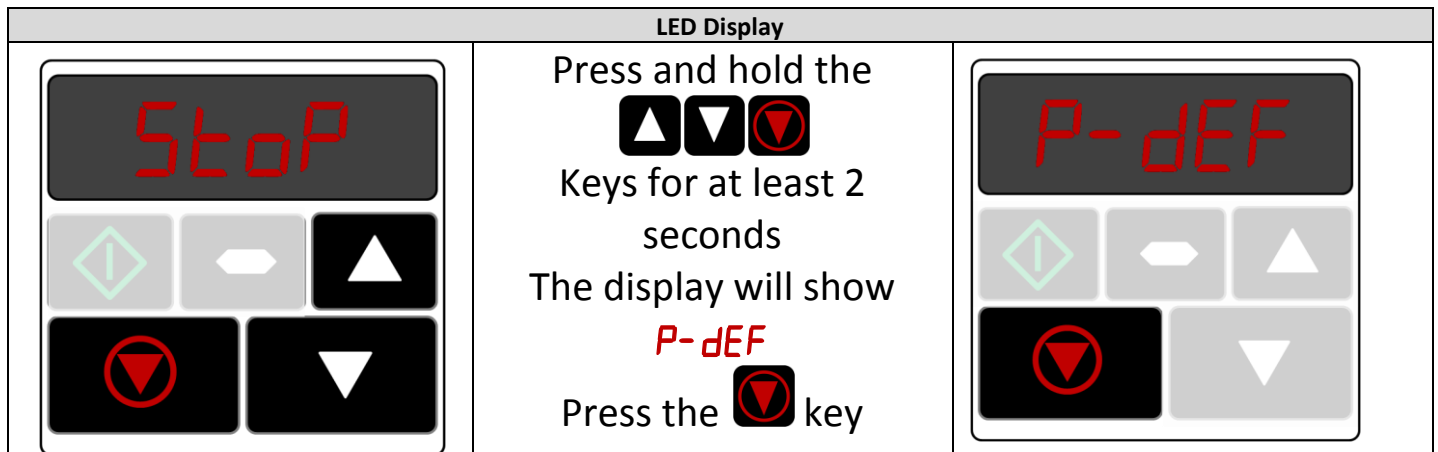 LED Display
StoP
Press and hold the
Keys for at least 2
seconds
The display will show
P-dEF
Press the key
P-dEF